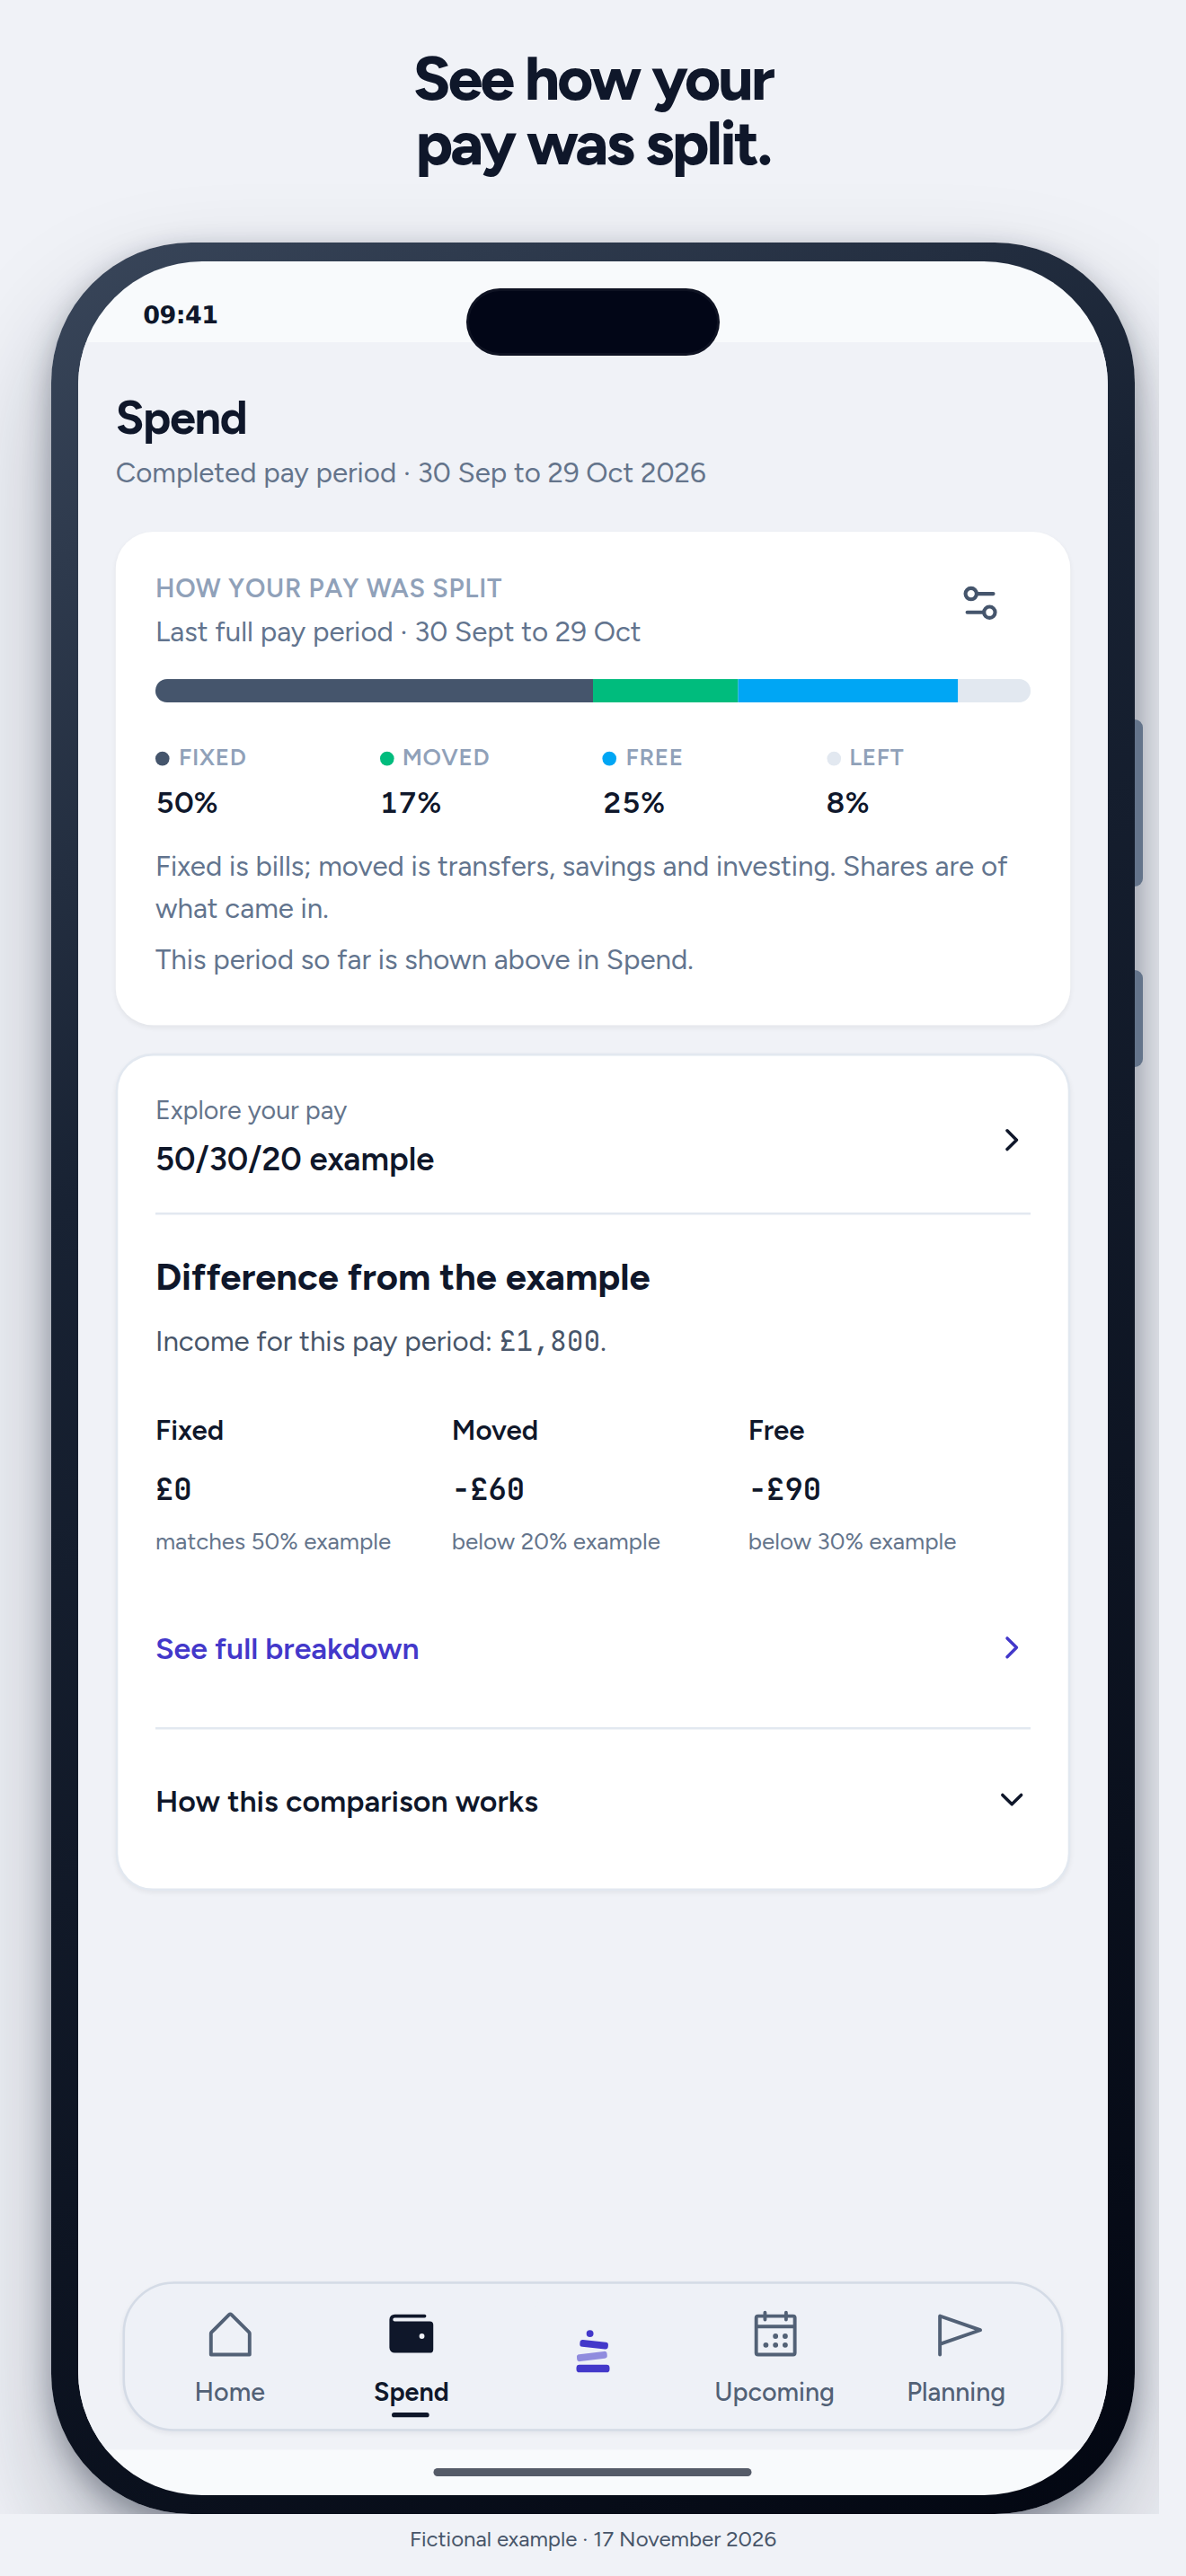 See how your
pay was split.
09:41
Spend
Completed pay period · 30 Sep to 29 Oct 2026
HOW YOUR PAY WAS SPLIT
Last full pay period · 30 Sept to 29 Oct
FIXED MOVED FREE LEFT
50% 17% 25% 8%
Fixed is bills; moved is transfers, savings and investing. Shares are of
what came in.
This period so far is shown above in Spend.
Explore your pay
50/30/20 example
Difference from the example
Income for this pay period: £1,800.
Fixed Moved Free
£0 -£60 -£90
matches 50% example below 20% example below 30% example
See full breakdown
How this comparison works
Home Spend Upcoming Planning
Fictional example · 17 November 2026